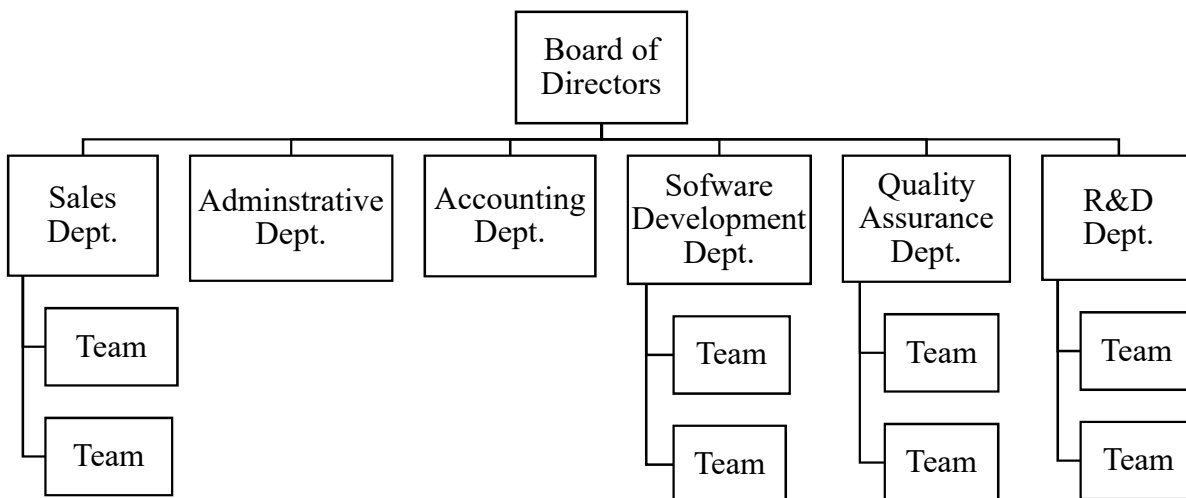 Board of
Directors
Sales
Dept.
Adminstrative
Dept.
Accounting
Dept.
Sofware
Development
Dept.
Quality
Assurance
Dept.
R&D
Dept.
Team
Team
Team
Team
Team
Team
Team
Team